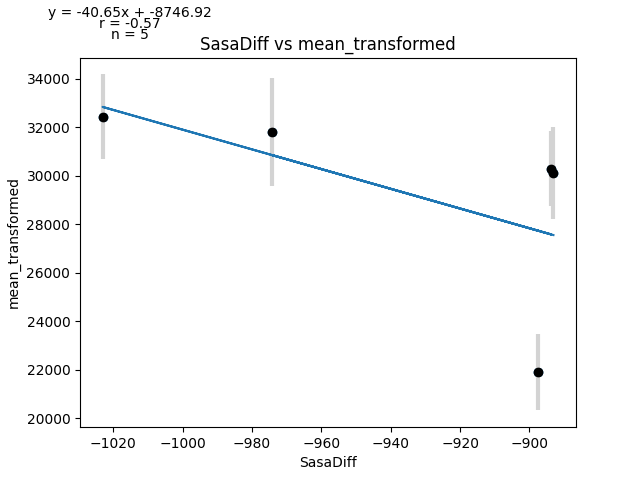 y = -40.65x + -8746.92
r = -0.57
n = 5
SasaDiff vs mean_transformed
34000
32000
30000
28000
26000
24000
22000
20000
mean_transformed
−1020 −1000 −980 −960 −940 −920 −900
SasaDiff